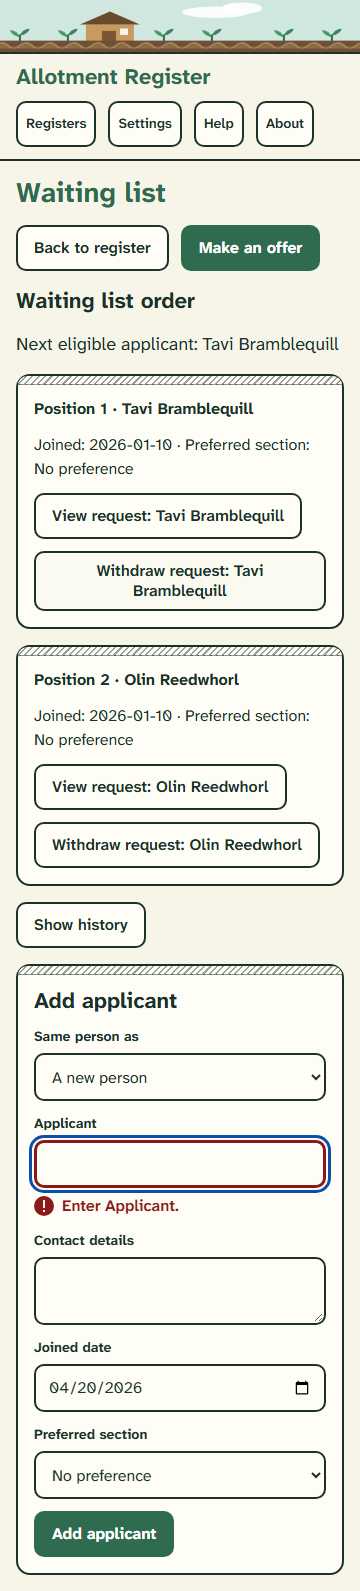 Allotment Register
Registers
Settings
Help
About
Waiting list
Back to register
Make an offer
Waiting list order
Next eligible applicant: Tavi Bramblequill
Position 1 · Tavi Bramblequill
Joined: 2026-01-10 · Preferred section:
No preference
View request: Tavi Bramblequill
Withdraw request: Tavi
Bramblequill
Position 2 · Olin Reedwhorl
Joined: 2026-01-10 · Preferred section:
No preference
View request: Olin Reedwhorl
Withdraw request: Olin Reedwhorl
Show history
Add applicant
Same person as
A new person
Applicant
Enter Applicant.
Contact details
Joined date
04/20/2026
Preferred section
No preference
Add applicant